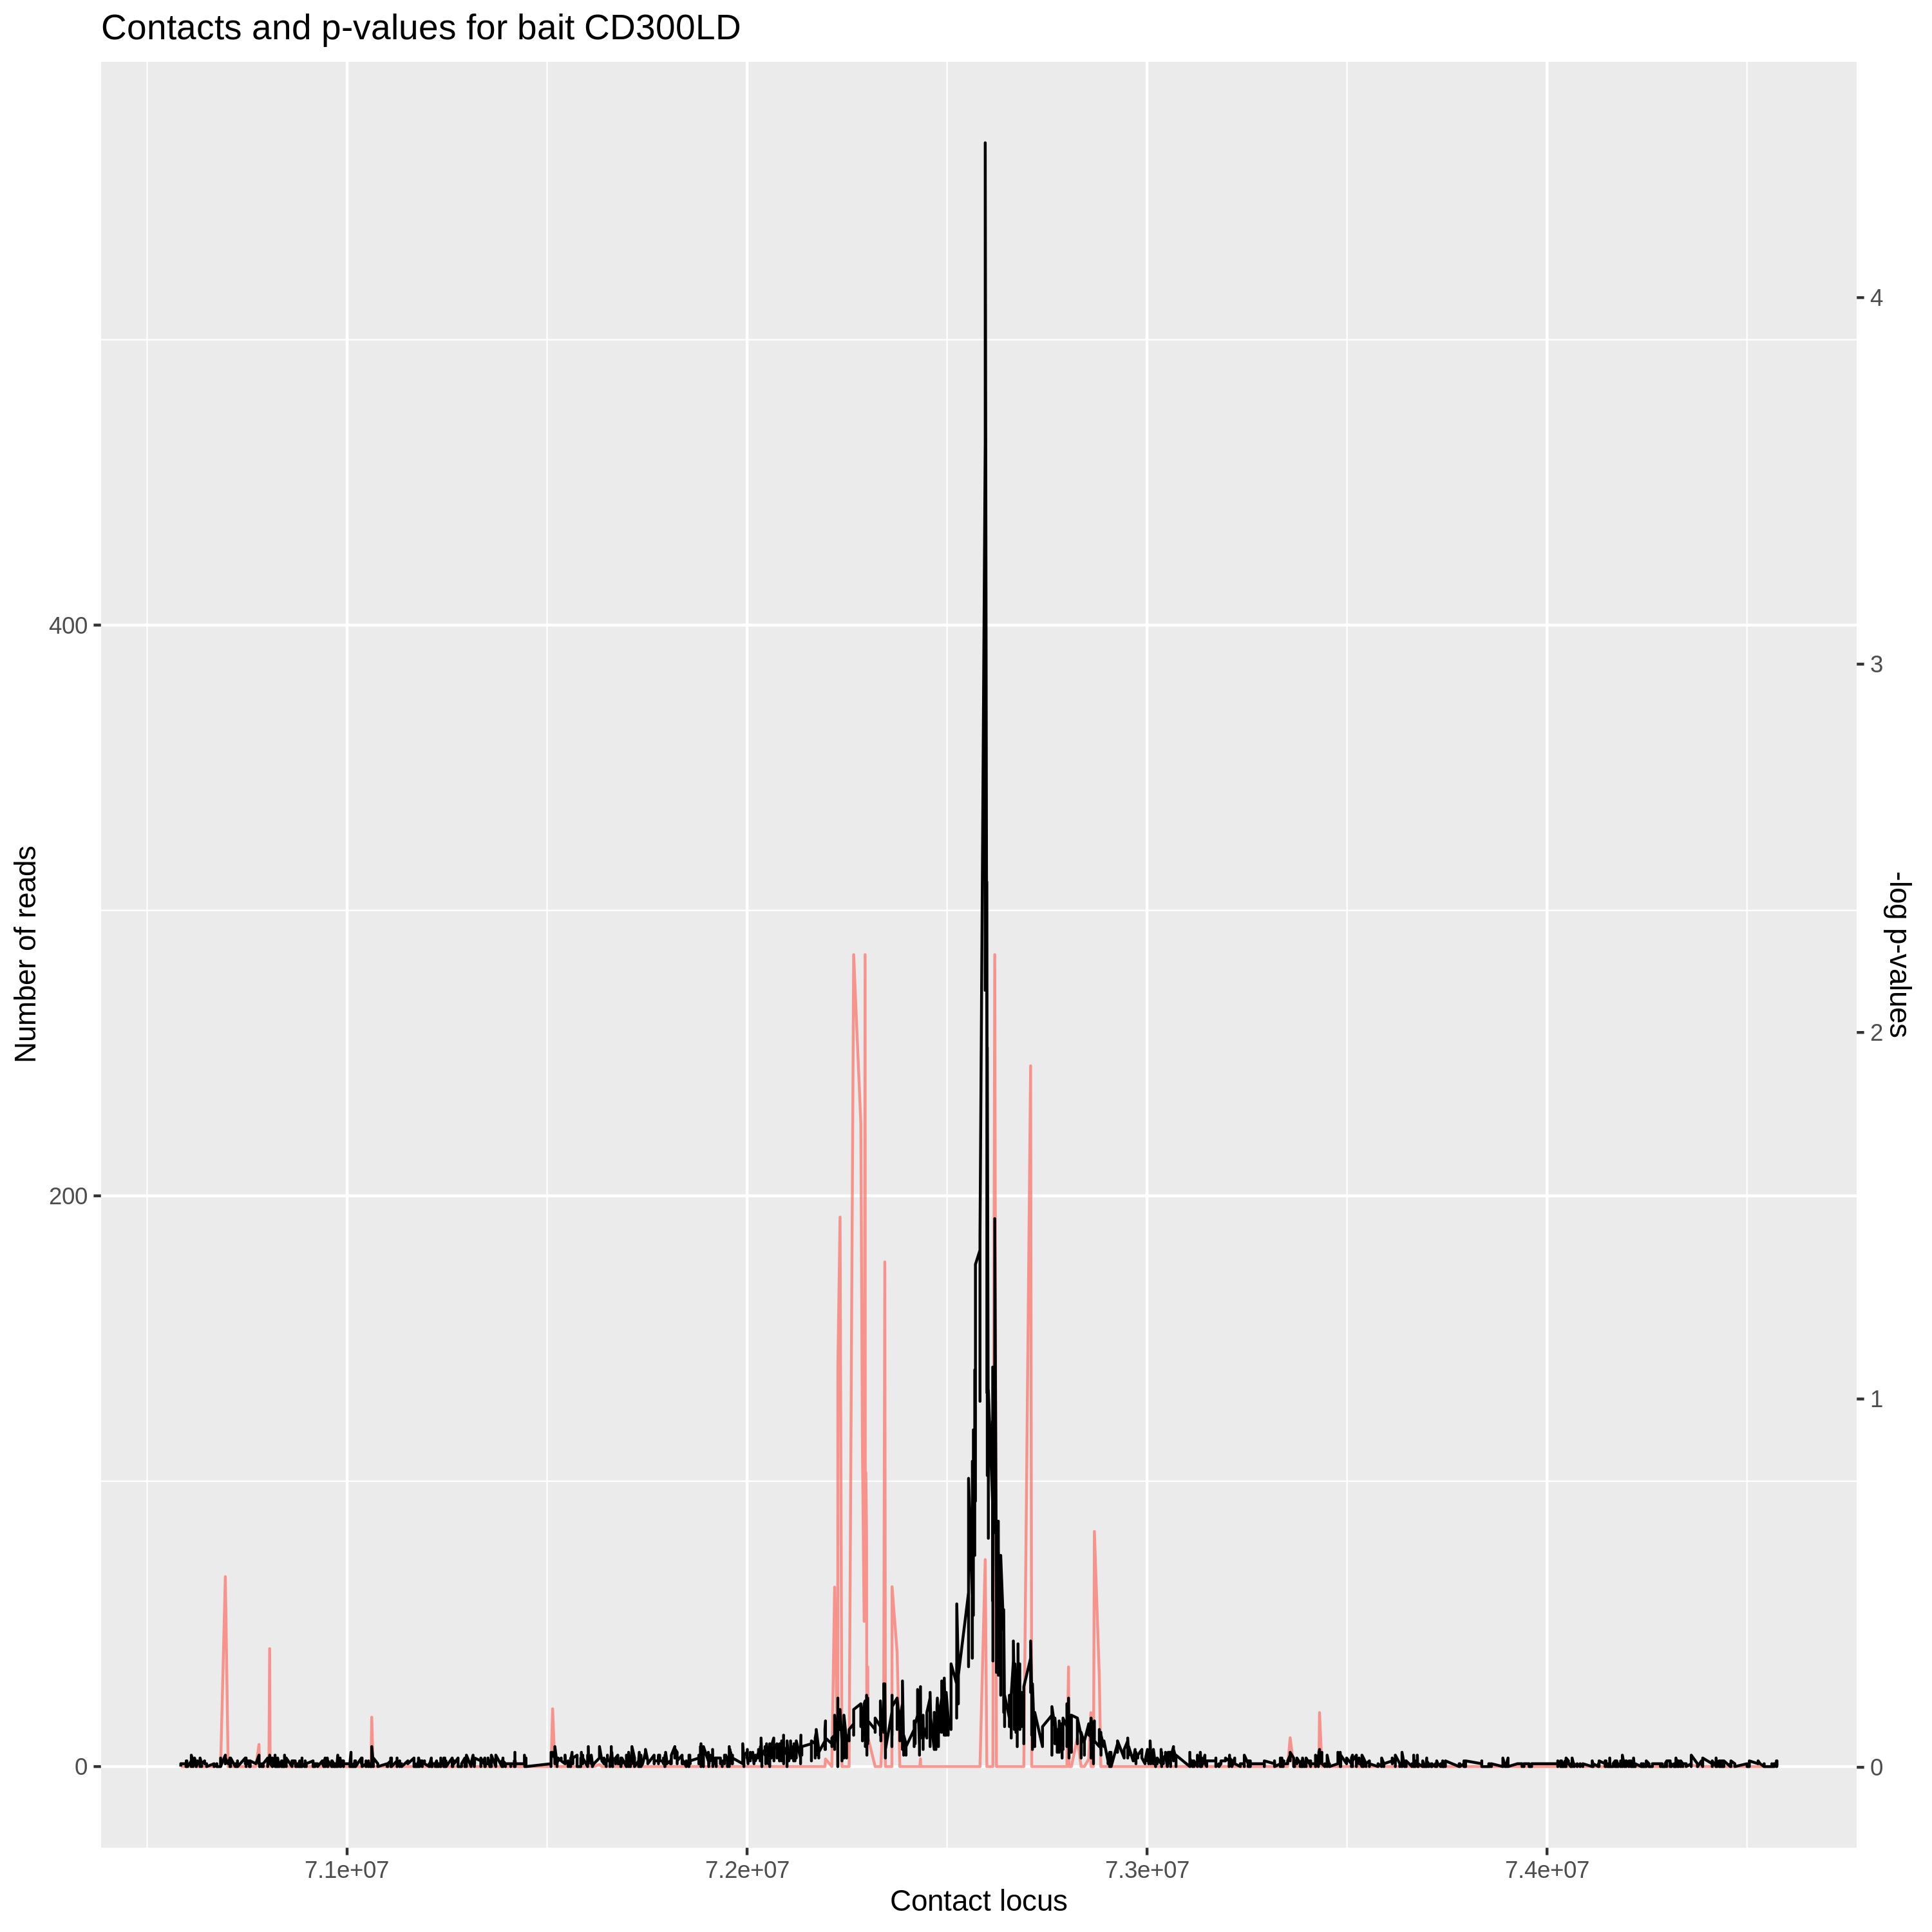 Contacts and p-values for bait CD300LD
Number of reads
400
200
0
4
3
2
1
0
-log p-values
7.1e+07
7.2e+07
7.3e+07
7.4e+07
Contact locus